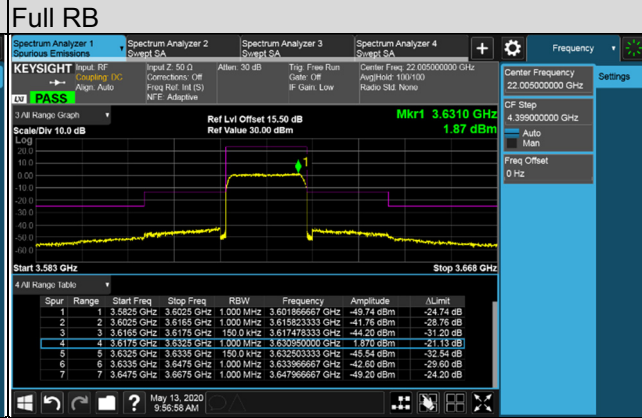 Full RB
Spectrum Analyzer 1
Spurious Emissions
Spectrum Analyzer 2
Swept SA
Spectrum Analyzer 3
Swept SA
Spectrum Analyzer 4
Swept SA
+
Frequency
KEYSIGHT
Input: RF
Coupling: DC
Align: Auto
Input Z: 50 Ω
Corrections: Off
Freq Ref: Int (S)
NFE: Adaptive
Atten: 30 dB
Trig: Free Run
Gate: Off
IF Gain: Low
Center Freq: 22.005000000 GHz
Avg|Hold: 100/100
Radio Std: None
LXI PASS
Center Frequency
22.005000000 GHz
Settings
CF Step
4.399000000 GHz
Auto
Man
Freq Offset
0 Hz
3 All Range Graph
Ref Lvl Offset 15.50 dB
Mkr1 3.6310 GHz
Scale/Div 10.0 dB
Ref Value 30.00 dBm
1.87 dBm
Log
20.0
10.0
0.00
-10.0
-20.0
-30.0
-40.0
-50.0
-60.0
1
Start 3.583 GHz
Stop 3.668 GHz
4 All Range Table
Spur Range Start Freq Stop Freq RBW Frequency Amplitude ΔLimit
1 1 3.5825 GHz 3.6025 GHz 1.000 MHz 3.601866667 GHz -49.74 dBm -24.74 dB
2 2 3.6025 GHz 3.6165 GHz 1.000 MHz 3.615823333 GHz -41.76 dBm -28.76 dB
3 3 3.6165 GHz 3.6175 GHz 150.0 kHz 3.617478333 GHz -44.20 dBm -31.20 dB
4 4 3.6175 GHz 3.6325 GHz 1.000 MHz 3.630950000 GHz 1.870 dBm -21.13 dB
5 5 3.6325 GHz 3.6335 GHz 150.0 kHz 3.632503333 GHz -45.54 dBm -32.54 dB
6 6 3.6335 GHz 3.6475 GHz 1.000 MHz 3.633966667 GHz -42.60 dBm -29.60 dB
7 7 3.6475 GHz 3.6675 GHz 1.000 MHz 3.647966667 GHz -49.20 dBm -24.20 dB
?
May 13, 2020
9:56:58 AM